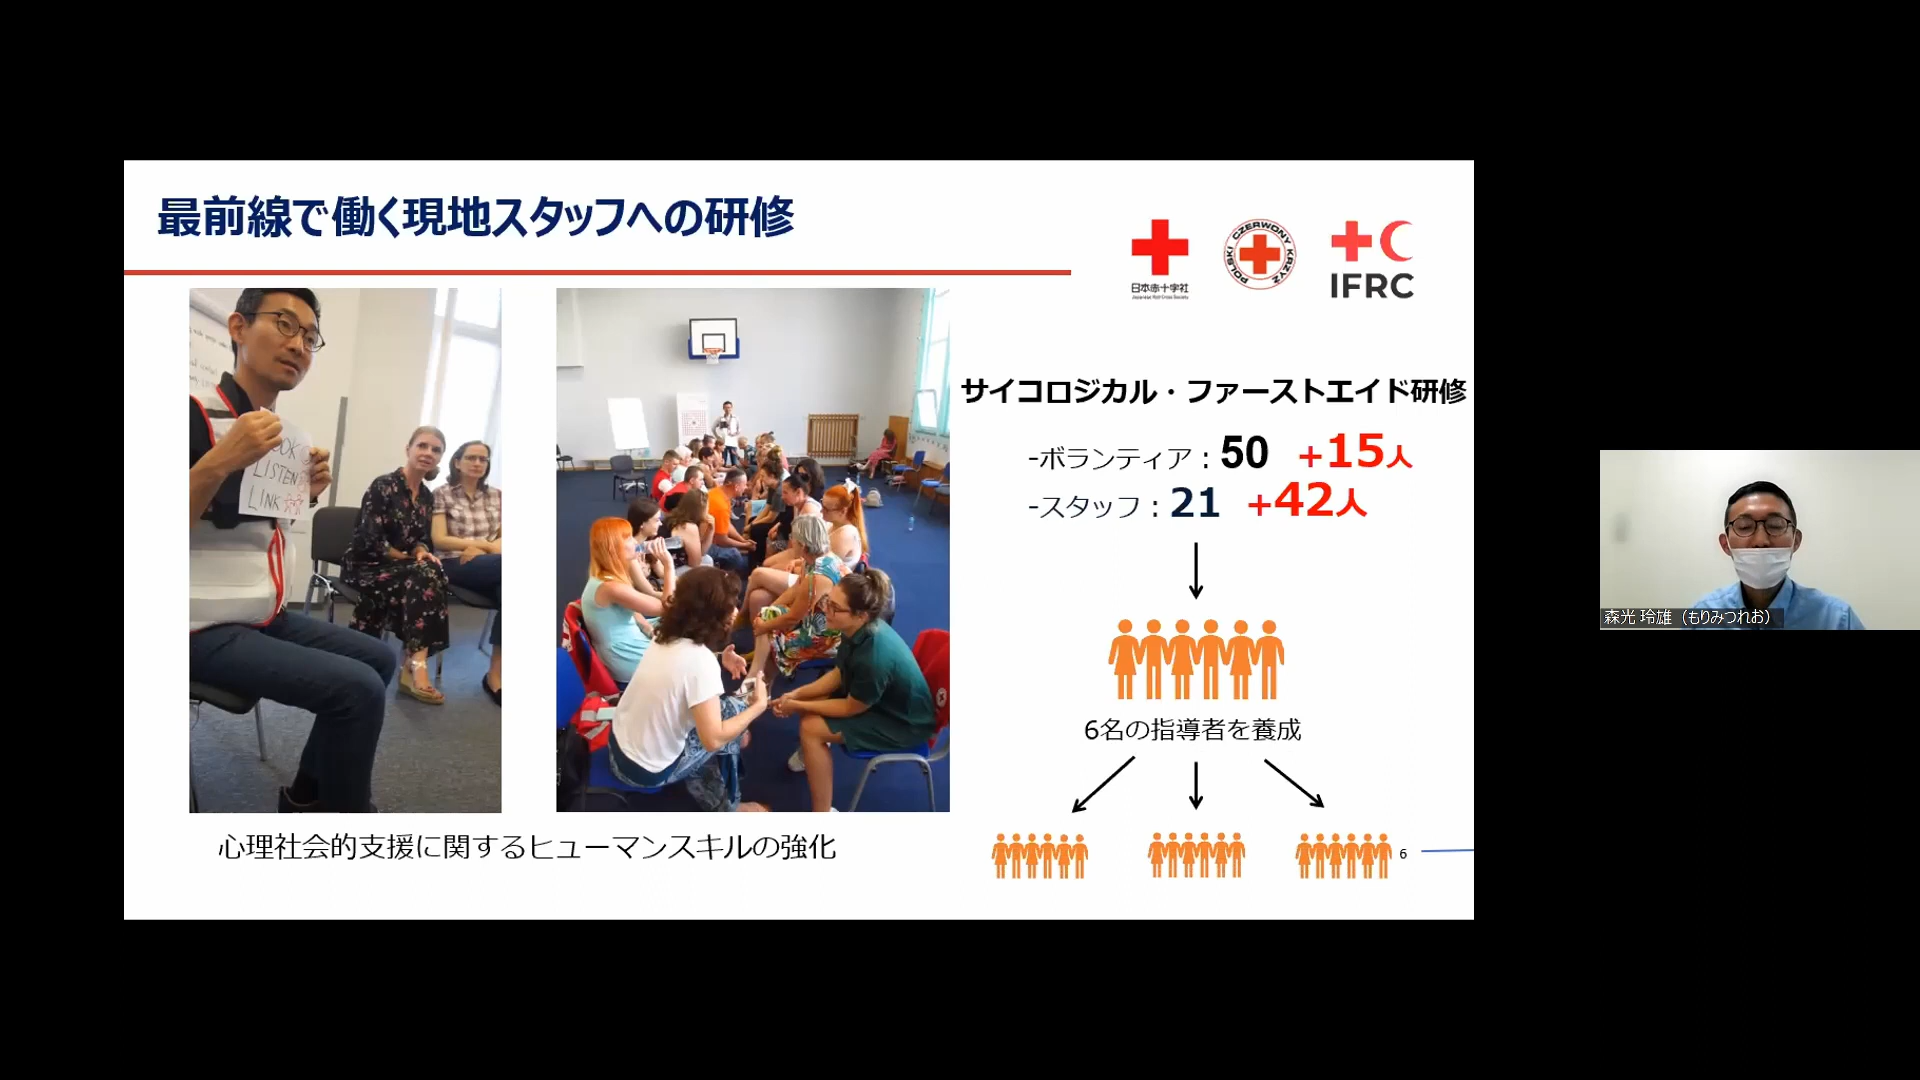 最前線で働く現地スタッフへの研修
日本赤十字社
Japanese Red Cross Society
POLSKI CZERWONY KRZYŻ
IFRC
LISTEN
LINK
サイコロジカル・ファーストエイド研修
-ボランティア：50 +15人
-スタッフ：21 +42人
6名の指導者を養成
心理社会的支援に関するヒューマンスキルの強化
6
森光 玲雄（もりみつれお）